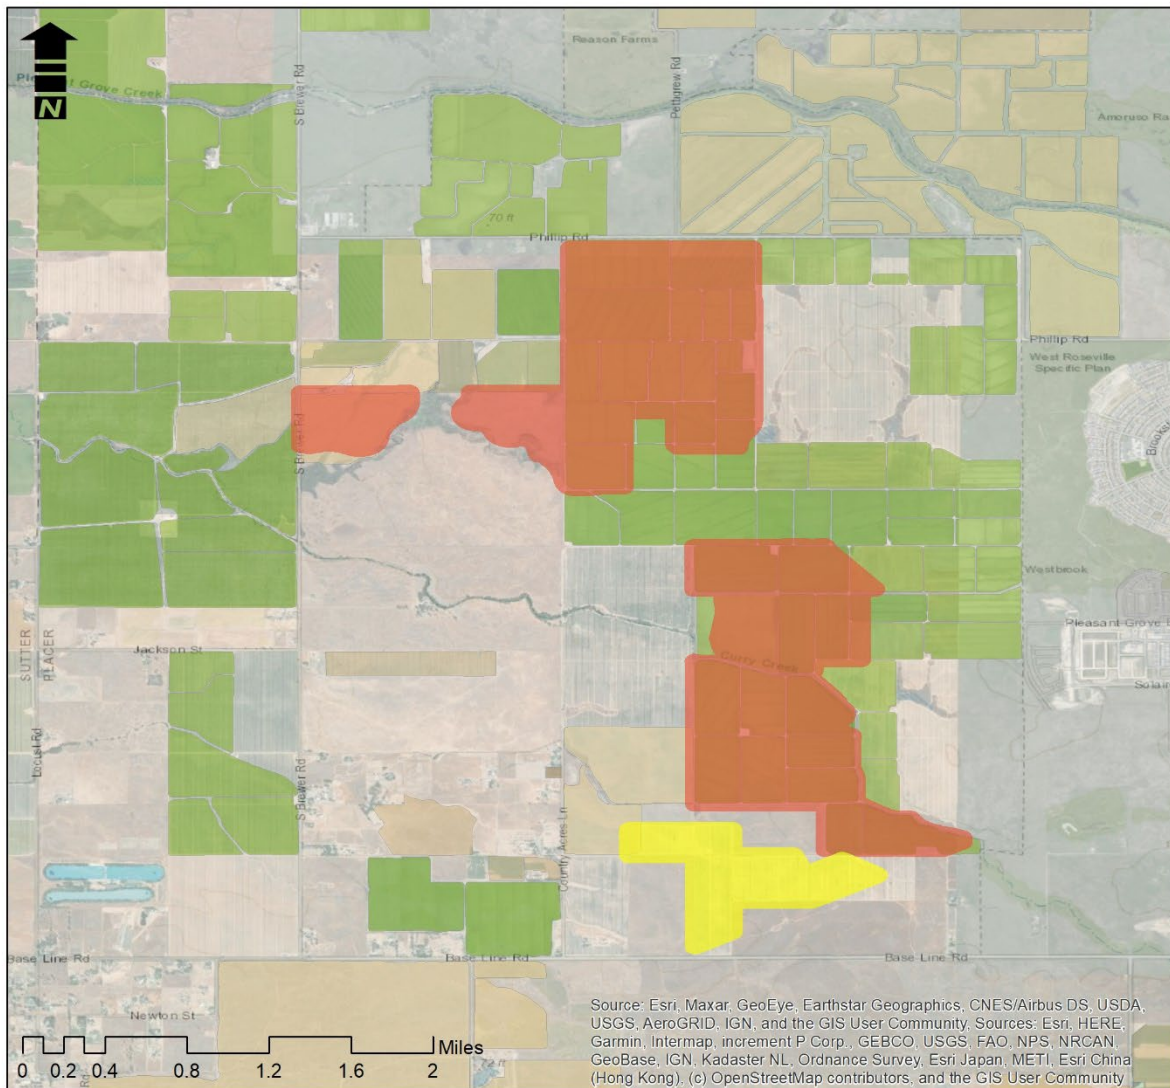 Reason Farms
Pleasant Grove Creek
N
S Brewer Rd
Pettigrew Rd
Amoruso Ra
70 ft
Phillip Rd
Phillip Rd
West Roseville
Specific Plan
S Brewer Rd
Westbrook
SUTTER
PLACER
Jackson St
Pleasant Grove
Curry Creek
Solair
Locust Rd
S Brewer Rd
Country Acres Ln
Base Line Rd
Base Line Rd
Base Line Rd
Newton St
Source: Esri, Maxar, GeoEye, Earthstar Geographics, CNES/Airbus DS, USDA,
USGS, AeroGRID, IGN, and the GIS User Community, Sources: Esri, HERE,
Garmin, Intermap, increment P Corp., GEBCO, USGS, FAO, NPS, NRCAN,
GeoBase, IGN, Kadaster NL, Ordnance Survey, Esri Japan, METI, Esri China
(Hong Kong), (c) OpenStreetMap contributors, and the GIS User Community
Miles
0 0.2 0.4 0.8 1.2 1.6 2